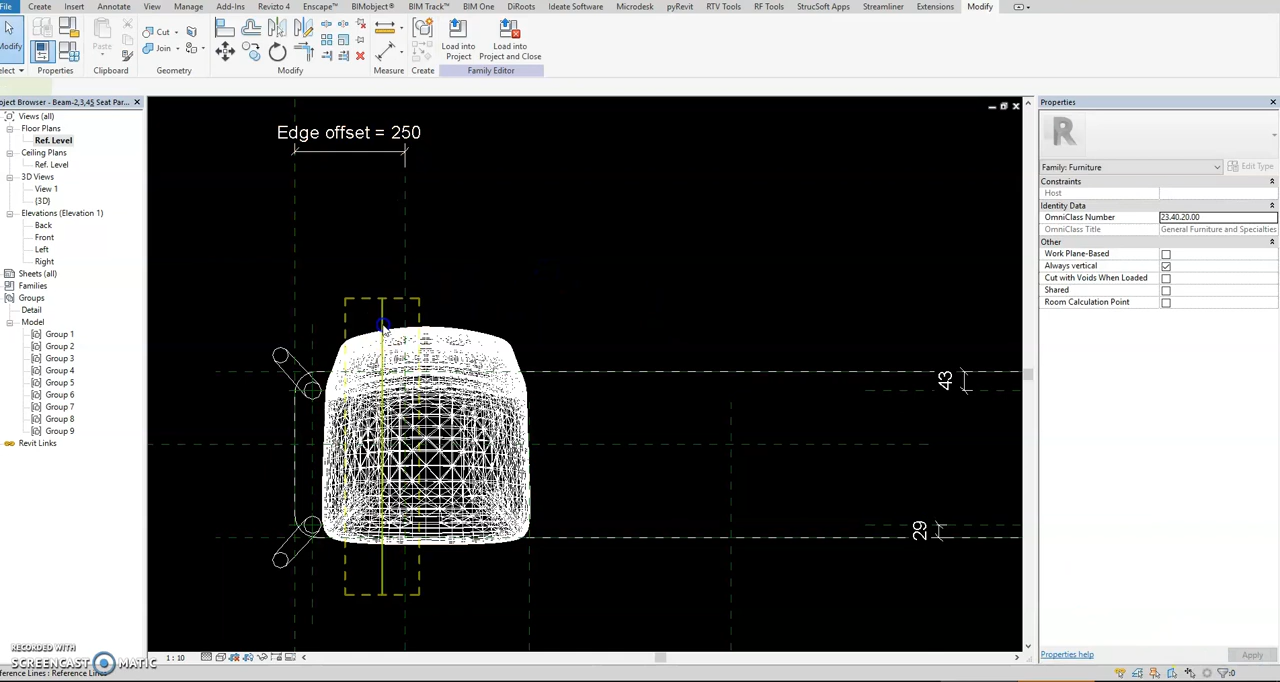 File Create Insert Annotate View Manage Add-Ins Revizto 4 Enscape™ BIMobject® BIM Track™ BIM One DiRoots Ideate Software Microdesk pyRevit YTV Tools RF Tools StrucSoft Apps Streamliner Extensions Modify
Modify Paste Cut Join Load into Project Load into Project and Close
elect Properties Clipboard Geometry Modify Measure Create Family Editor
oject Browser - Beam-2,3,4,5 Seat Par...
Views (all)
Floor Plans
Ref. Level
Ceiling Plans
Ref. Level
3D Views
View 1
{3D}
Elevations (Elevation 1)
Back
Front
Left
Right
Sheets (all)
Families
Groups
Detail
Model
Group 1
Group 2
Group 3
Group 4
Group 5
Group 6
Group 7
Group 8
Group 9
Revit Links
Edge offset = 250
43
29
Properties
R
Family: Furniture Edit Type
Constraints
Host
Identity Data
OmniClass Number 23.40.20.00
OmniClass Title General Furniture and Specialties
Other
Work Plane-Based
Always vertical
Cut with Voids When Loaded
Shared
Room Calculation Point
Properties help Apply
RECORDED WITH
SCREENCAST MATIC
1 : 10
ference Lines : Reference Lines
:0